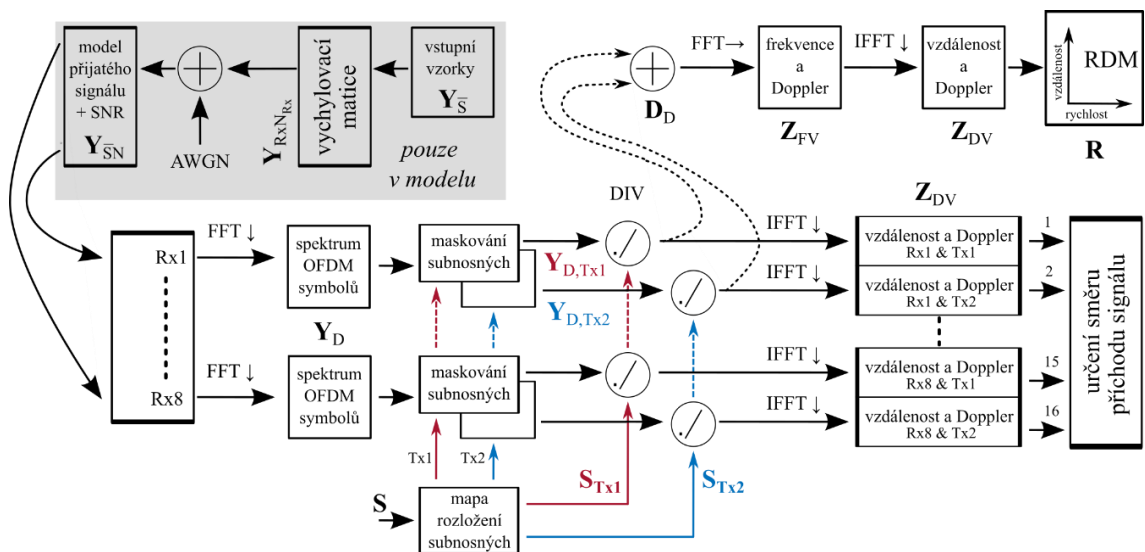 model
přijatého
signálu
+ SNR
Y_S̅N
AWGN
Y_RxN_Rx
vychylovací
matice
vstupní
vzorky
Y_S̅
pouze
v modelu
D_D
FFT→
frekvence
a
Doppler
Z_FV
IFFT ↓
vzdálenost
a
Doppler
Z_DV
vzdálenost
RDM
rychlost
R
Rx1
Rx8
FFT ↓
spektrum
OFDM
symbolů
Y_D
FFT ↓
spektrum
OFDM
symbolů
maskování
subnosných
Y_D,Tx1
Y_D,Tx2
maskování
subnosných
DIV
./
./
./
./
Tx1
Tx2
S
mapa
rozložení
subnosných
S_Tx1
S_Tx2
IFFT ↓
IFFT ↓
IFFT ↓
IFFT ↓
Z_DV
vzdálenost a Doppler
Rx1 & Tx1
vzdálenost a Doppler
Rx1 & Tx2
vzdálenost a Doppler
Rx8 & Tx1
vzdálenost a Doppler
Rx8 & Tx2
1
2
15
16
určení směru
příchodu signálu